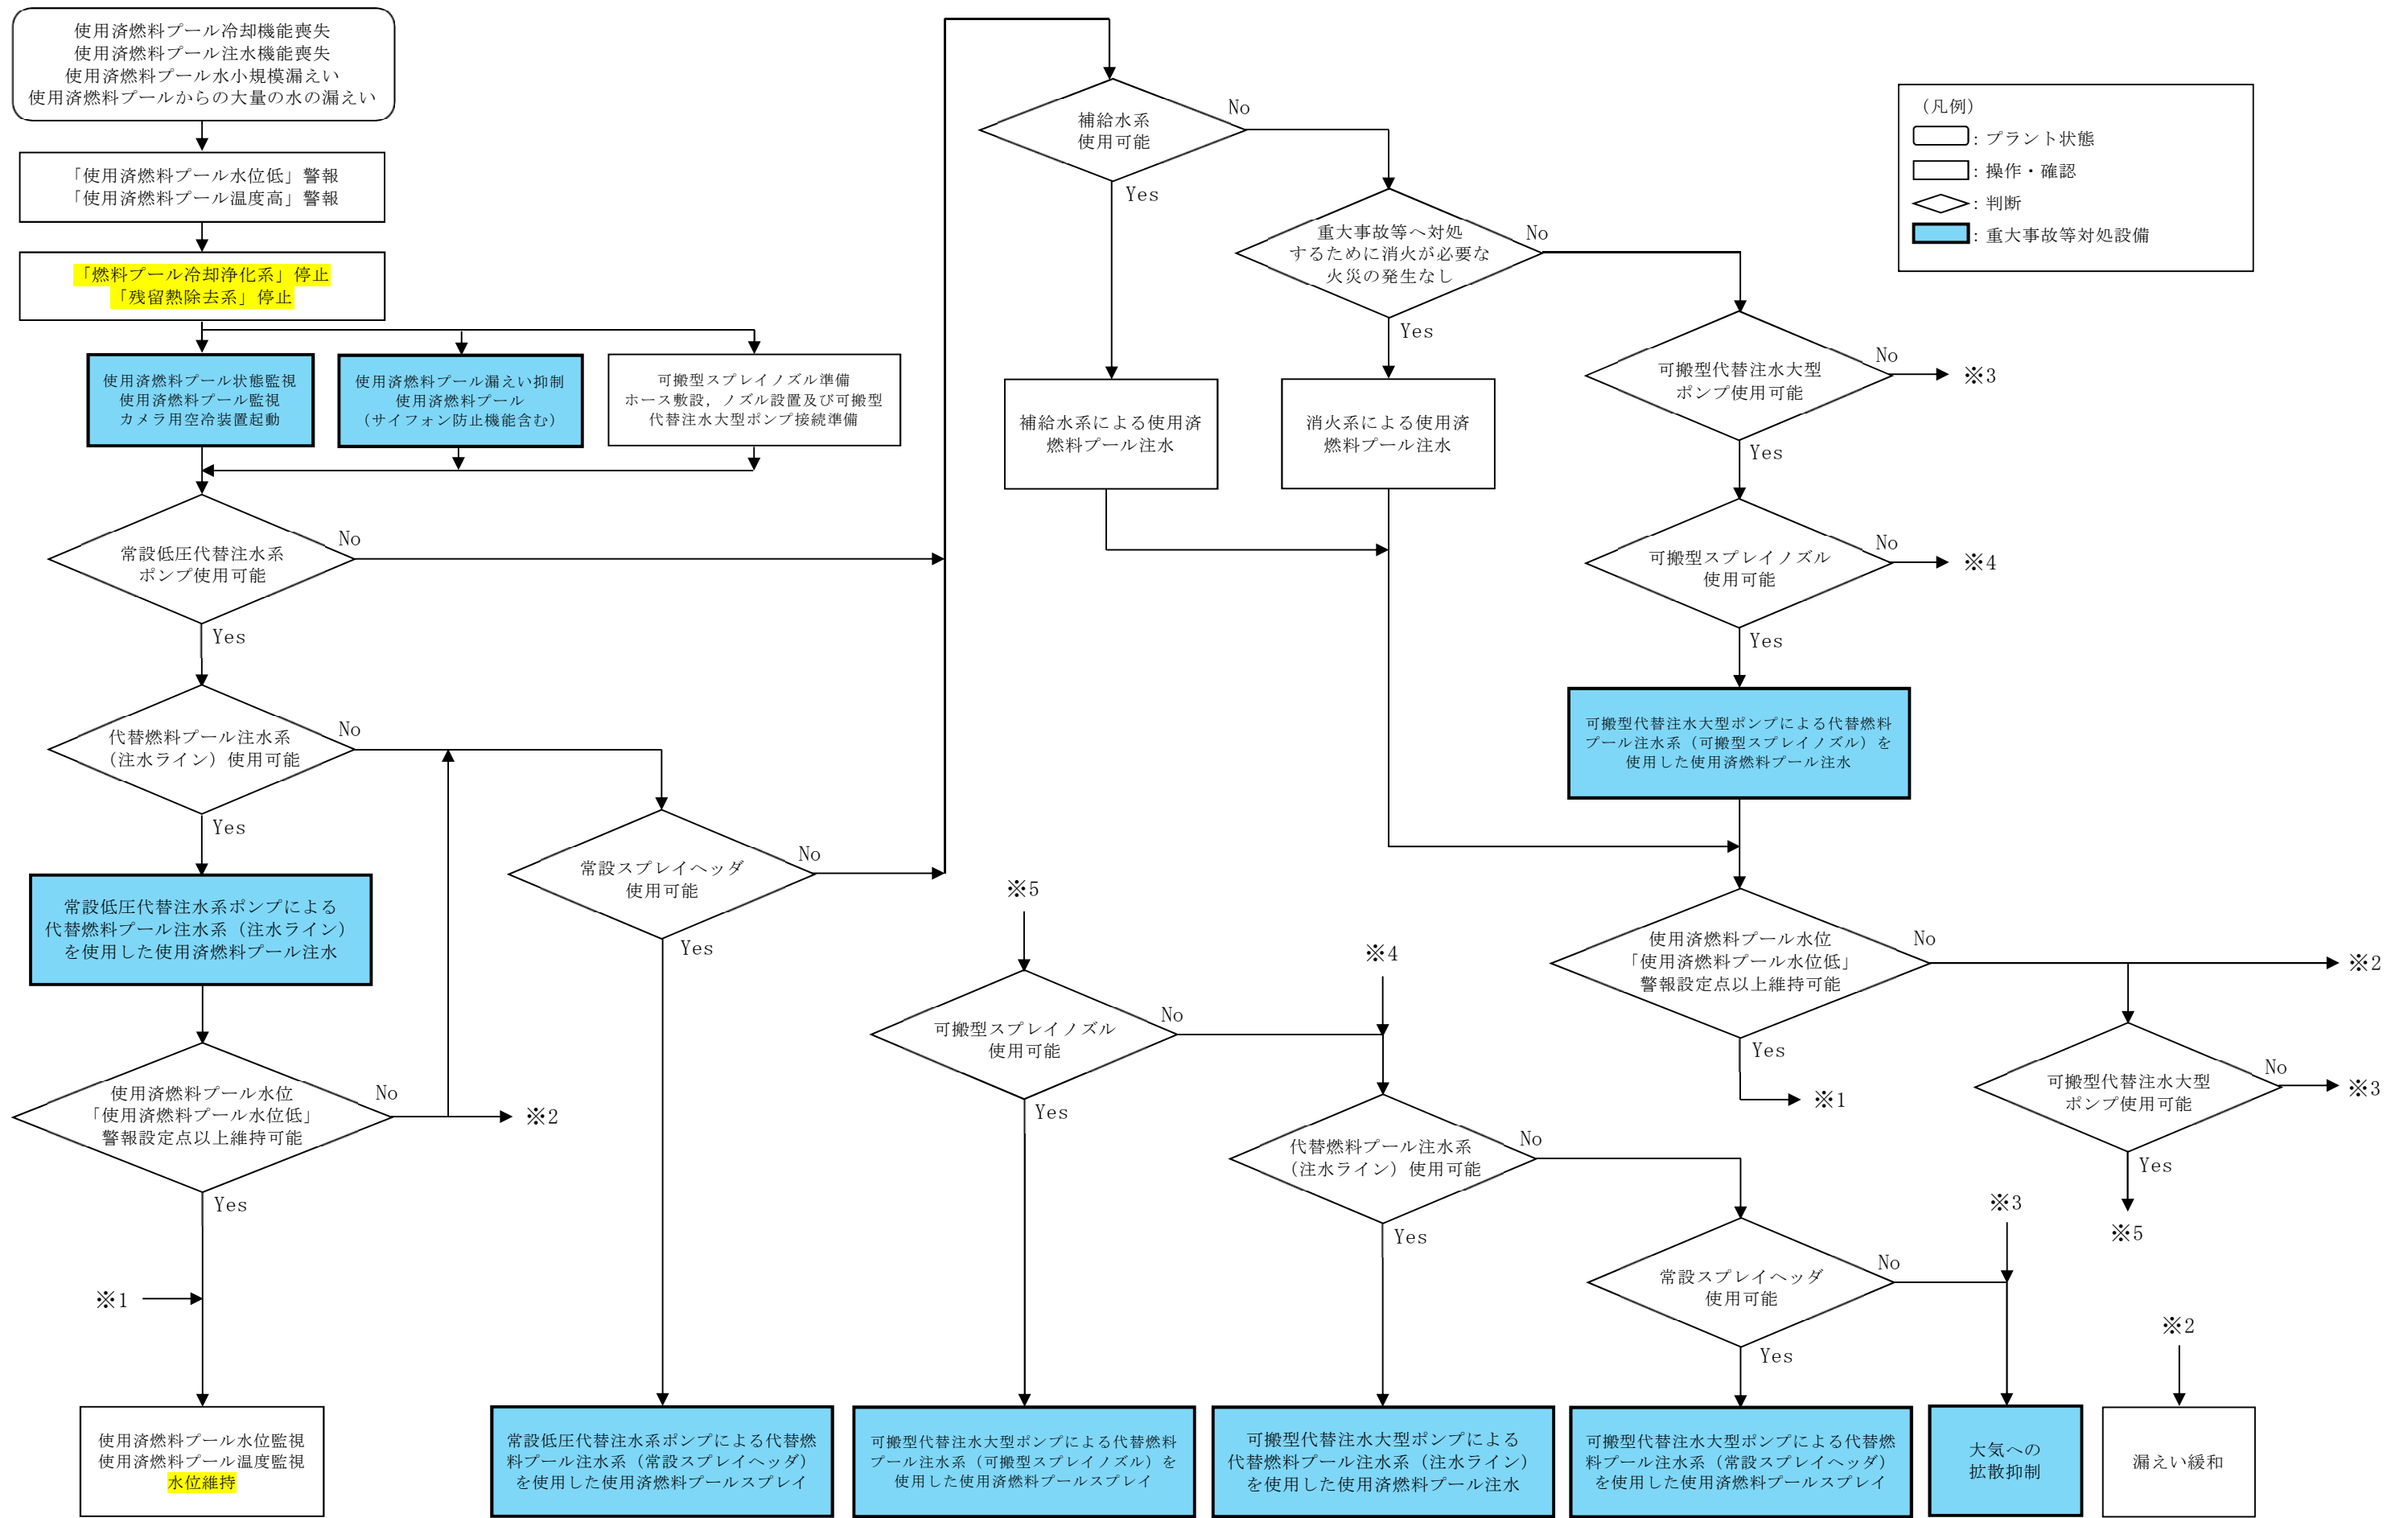 使用済燃料プール冷却機能喪失
使用済燃料プール注水機能喪失
使用済燃料プール水小規模漏えい
使用済燃料プールからの大量の水の漏えい
「使用済燃料プール水位低」警報
「使用済燃料プール温度高」警報
「燃料プール冷却浄化系」停止
「残留熱除去系」停止
使用済燃料プール状態監視
使用済燃料プール監視
カメラ用空冷装置起動
使用済燃料プール漏えい抑制
使用済燃料プール
（サイフォン防止機能含む）
可搬型スプレイノズル準備
ホース敷設，ノズル設置及び可搬型
代替注水大型ポンプ接続準備
常設低圧代替注水系
ポンプ使用可能
No
Yes
代替燃料プール注水系
（注水ライン）使用可能
No
Yes
常設低圧代替注水系ポンプによる
代替燃料プール注水系（注水ライン）
を使用した使用済燃料プール注水
使用済燃料プール水位
「使用済燃料プール水位低」
警報設定点以上維持可能
No
※2
Yes
※1
使用済燃料プール水位監視
使用済燃料プール温度監視
水位維持
常設スプレイヘッダ
使用可能
No
Yes
常設低圧代替注水系ポンプによる代替燃
料プール注水系（常設スプレイヘッダ）
を使用した使用済燃料プールスプレイ
補給水系
使用可能
No
Yes
補給水系による使用済
燃料プール注水
重大事故等へ対処
するために消火が必要な
火災の発生なし
No
Yes
消火系による使用済
燃料プール注水
可搬型代替注水大型
ポンプ使用可能
No
※3
Yes
可搬型スプレイノズル
使用可能
No
※4
Yes
可搬型代替注水大型ポンプによる代替燃料
プール注水系（可搬型スプレイノズル）を
使用した使用済燃料プール注水
使用済燃料プール水位
「使用済燃料プール水位低」
警報設定点以上維持可能
No
※2
Yes
※1
可搬型代替注水大型
ポンプ使用可能
No
※3
Yes
※5
※5
可搬型スプレイノズル
使用可能
No
Yes
可搬型代替注水大型ポンプによる代替燃料
プール注水系（可搬型スプレイノズル）を
使用した使用済燃料プールスプレイ
※4
代替燃料プール注水系
（注水ライン）使用可能
No
Yes
可搬型代替注水大型ポンプによる
代替燃料プール注水系（注水ライン）
を使用した使用済燃料プール注水
常設スプレイヘッダ
使用可能
No
Yes
可搬型代替注水大型ポンプによる代替燃
料プール注水系（常設スプレイヘッダ）
を使用した使用済燃料プールスプレイ
※3
大気への
拡散抑制
※2
漏えい緩和
（凡例）
：プラント状態
：操作・確認
：判断
：重大事故等対処設備